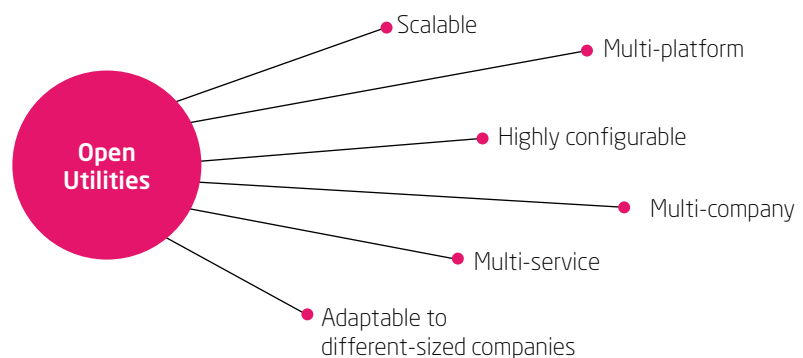 Scalable
Multi-platform
Highly configurable
Open
Utilities
Multi-company
Multi-service
Adaptable to
different-sized companies